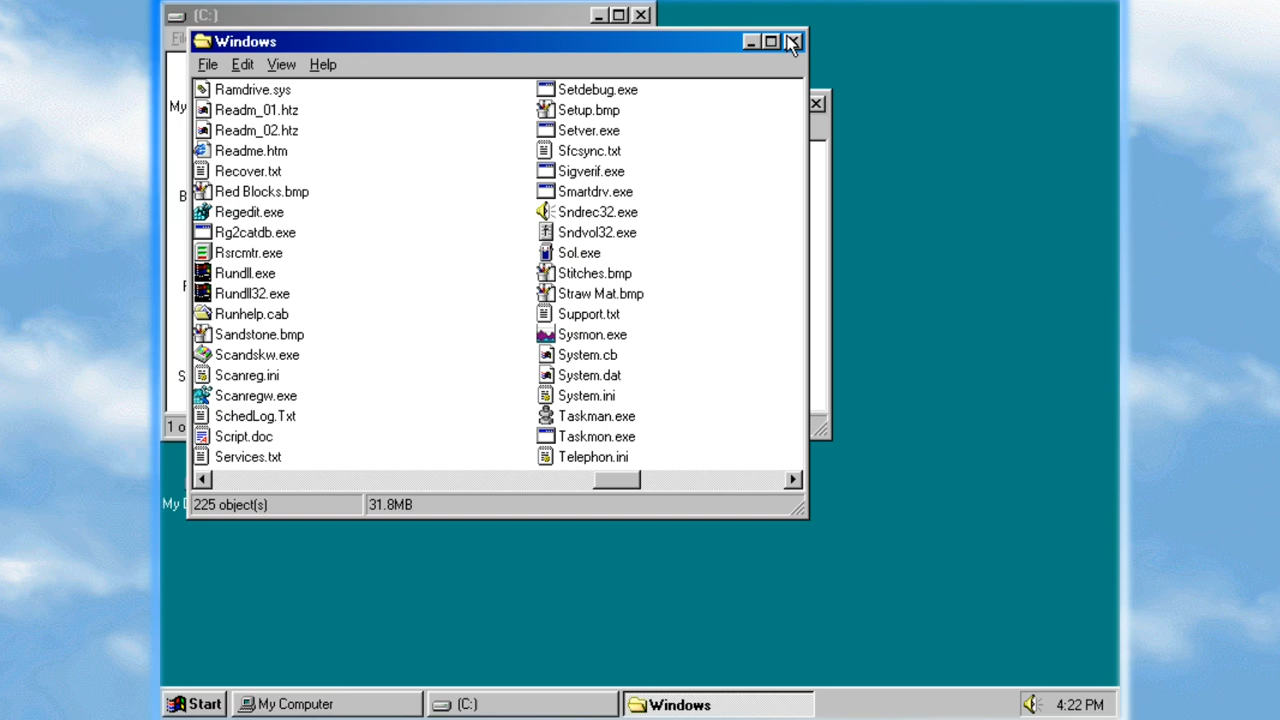 (C:)
Windows
File Edit View Help
Ramdrive.sys
Readm_01.htz
Readm_02.htz
Readme.htm
Recover.txt
Red Blocks.bmp
Regedit.exe
Rg2catdb.exe
Rsrcmtr.exe
Rundll.exe
Rundll32.exe
Runhelp.cab
Sandstone.bmp
Scandskw.exe
Scanreg.ini
Scanregw.exe
SchedLog.Txt
Script.doc
Services.txt
Setdebug.exe
Setup.bmp
Setver.exe
Sfcsync.txt
Sigverif.exe
Smartdrv.exe
Sndrec32.exe
Sndvol32.exe
Sol.exe
Stitches.bmp
Straw Mat.bmp
Support.txt
Sysmon.exe
System.cb
System.dat
System.ini
Taskman.exe
Taskmon.exe
Telephon.ini
225 object(s) 31.8MB
My
1 o
My
Start My Computer (C:) Windows 4:22 PM